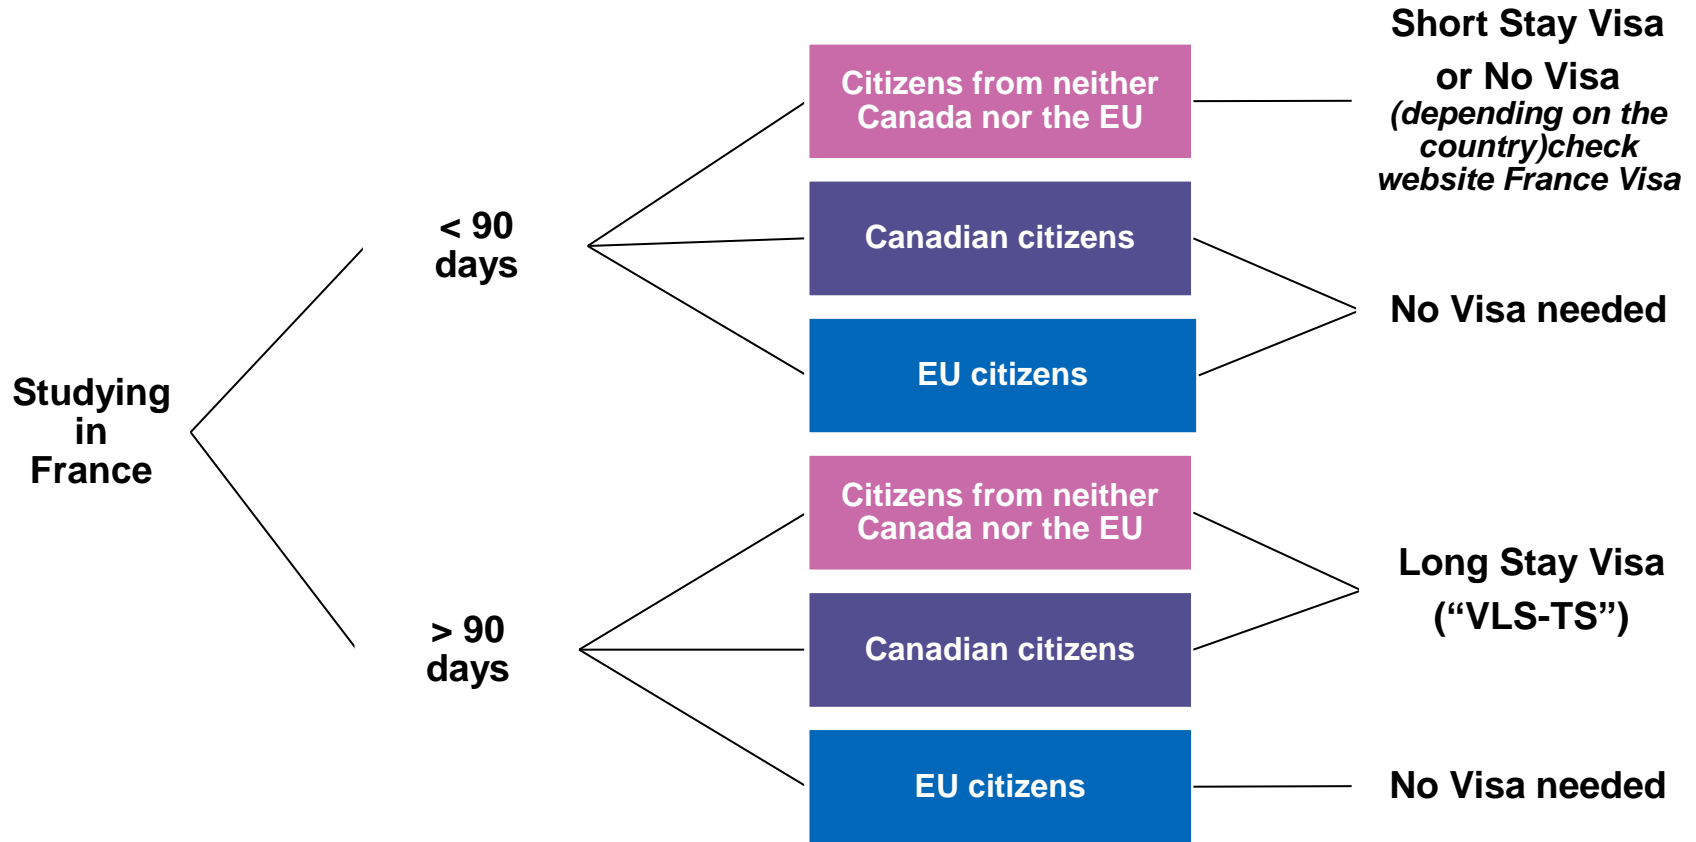 Studying
in
France
< 90
days
Citizens from neither
Canada nor the EU
Short Stay Visa
or No Visa
(depending on the
country)check
website France Visa
Canadian citizens
EU citizens
No Visa needed
> 90
days
Citizens from neither
Canada nor the EU
Canadian citizens
Long Stay Visa
(“VLS-TS”)
EU citizens
No Visa needed